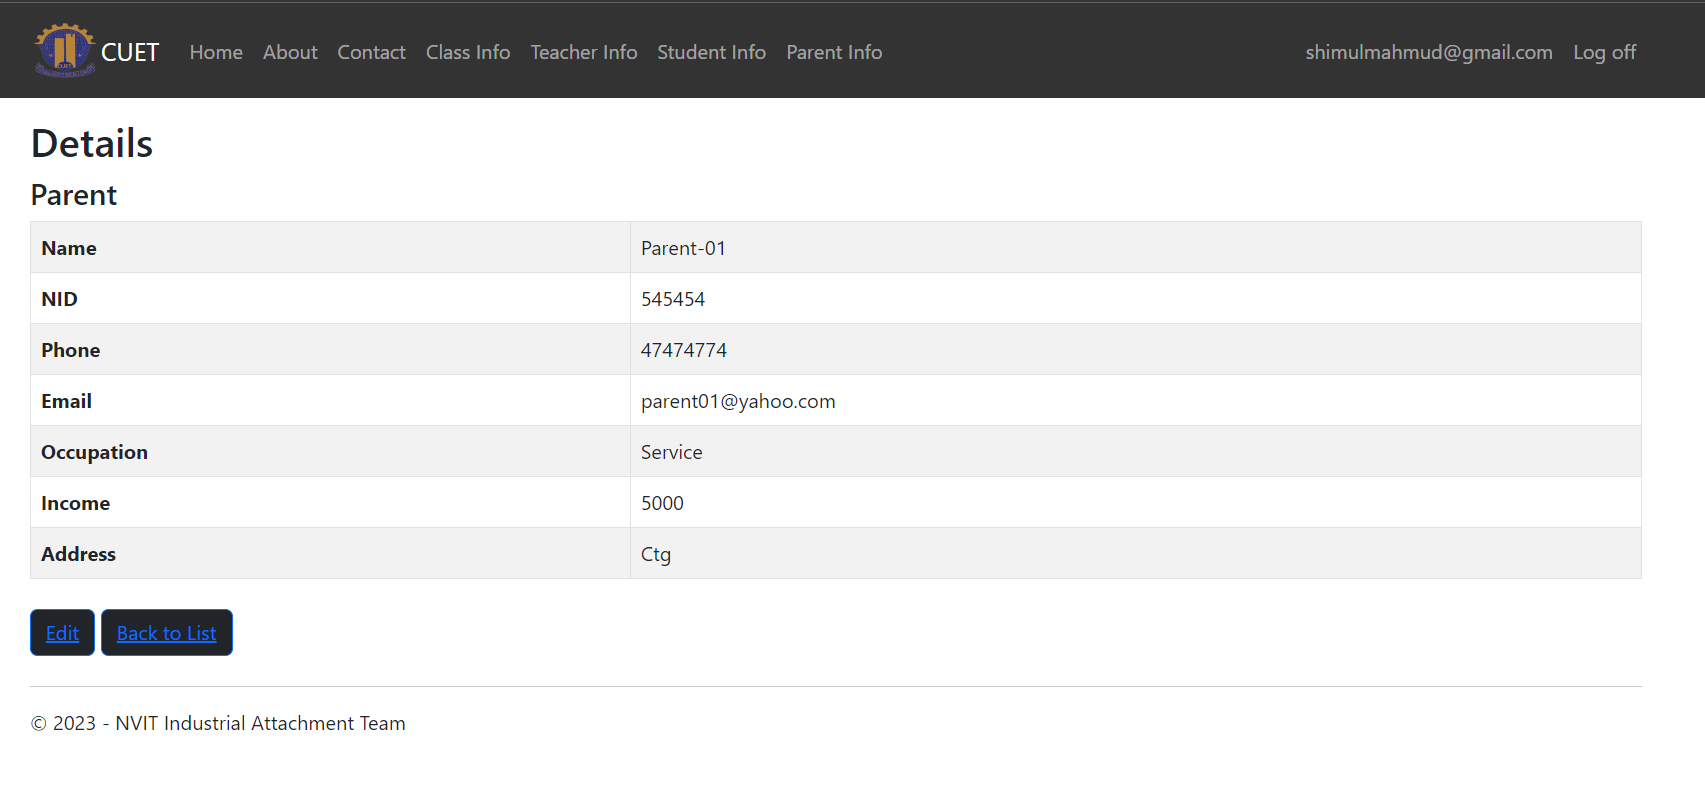 CUET Home About Contact Class Info Teacher Info Student Info Parent Info shimulmahmud@gmail.com Log off
Details
Parent
Name Parent-01
NID 545454
Phone 47474774
Email parent01@yahoo.com
Occupation Service
Income 5000
Address Ctg
Edit Back to List
© 2023 - NVIT Industrial Attachment Team